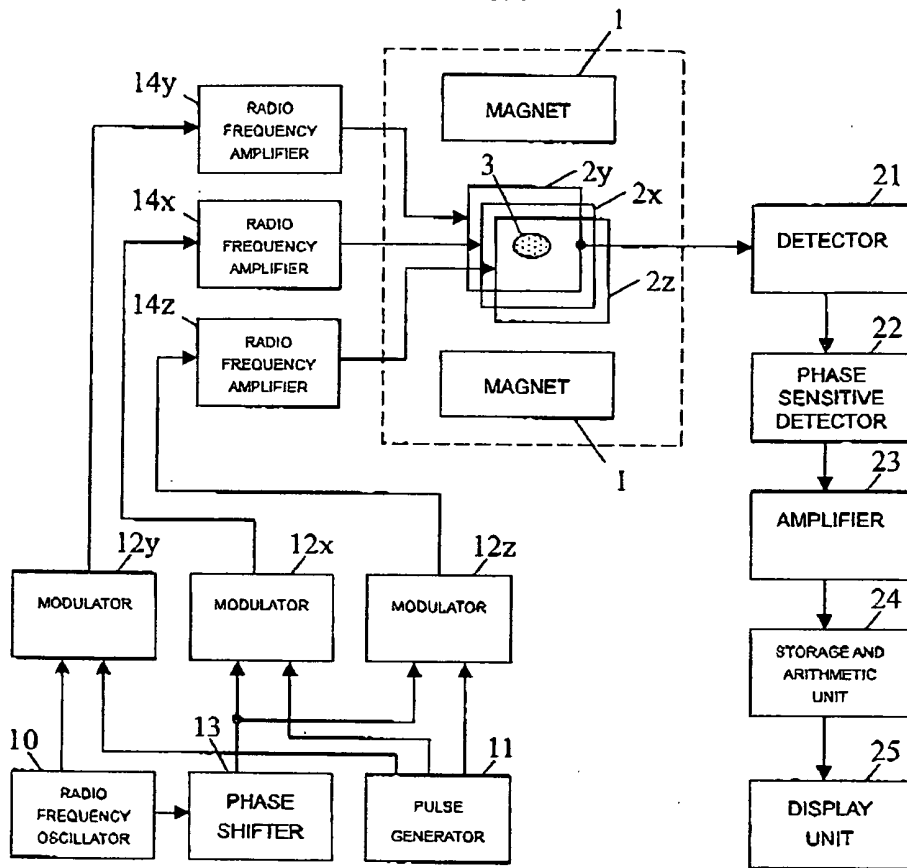 1
14y
RADIO
FREQUENCY
AMPLIFIER
MAGNET
3
2y
2x
21
14x
RADIO
FREQUENCY
AMPLIFIER
DETECTOR
14z
2z
RADIO
FREQUENCY
AMPLIFIER
22
MAGNET
PHASE
SENSITIVE
DETECTOR
1
23
AMPLIFIER
12y
12x
12z
MODULATOR
MODULATOR
MODULATOR
24
STORAGE AND
ARITHMETIC
UNIT
10
13
11
25
RADIO
FREQUENCY
OSCILLATOR
PHASE
SHIFTER
PULSE
GENERATOR
DISPLAY
UNIT